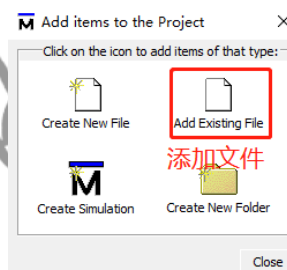 Add items to the Project
Click on the icon to add items of that type:
Create New File
Add Existing File
添加文件
Create Simulation
Create New Folder
Close